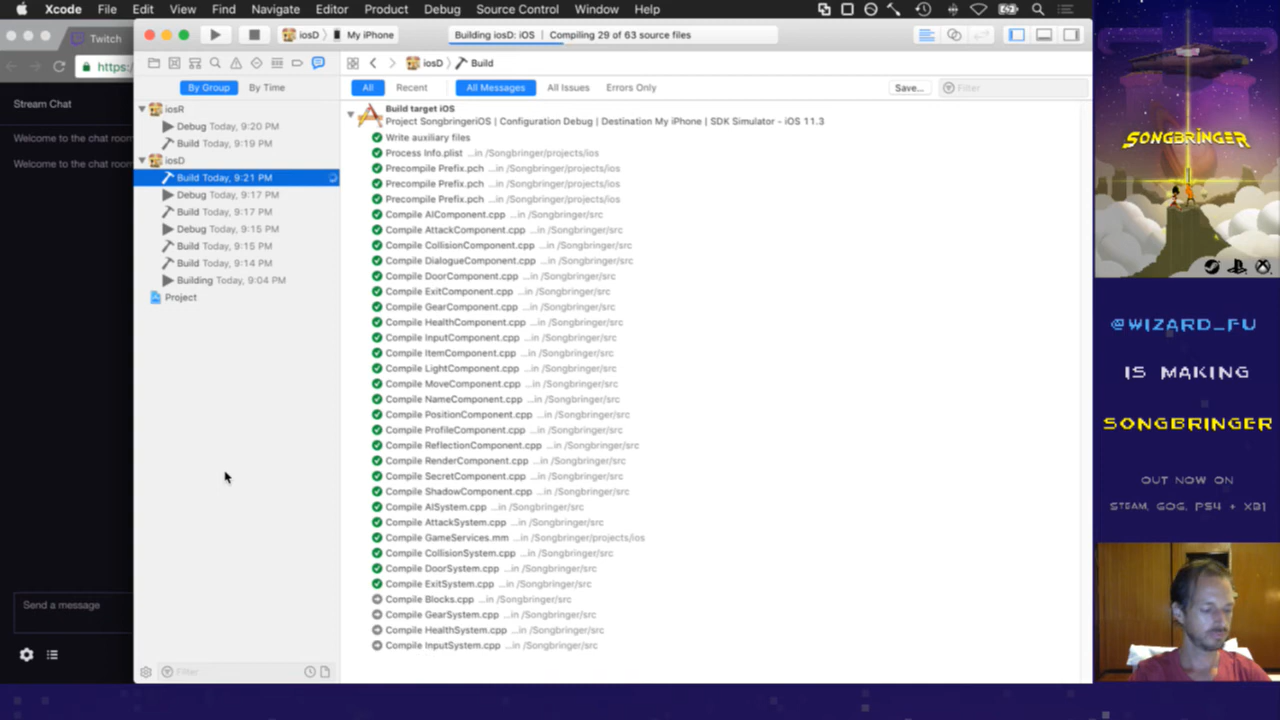 Xcode File Edit View Find Navigate Editor Product Debug Source Control Window Help
Twitch
https:
Stream Chat
Welcome to the chat room
Welcome to the chat room
Send a message
iosD My iPhone
Building iosD: iOS | Compiling 29 of 63 source files
iosD Build
By Group By Time
All Recent All Messages All Issues Errors Only Save... Filter
iosR
Debug Today, 9:20 PM
Build Today, 9:19 PM
iosD
Build Today, 9:21 PM
Debug Today, 9:17 PM
Build Today, 9:17 PM
Debug Today, 9:15 PM
Build Today, 9:15 PM
Build Today, 9:14 PM
Building Today, 9:04 PM
Project
Filter
Build target iOS
Project SongbringeriOS | Configuration Debug | Destination My iPhone | SDK Simulator - iOS 11.3
Write auxiliary files
Process Info.plist ...in /Songbringer/projects/ios
Precompile Prefix.pch ...in /Songbringer/projects/ios
Precompile Prefix.pch ...in /Songbringer/projects/ios
Precompile Prefix.pch ...in /Songbringer/projects/ios
Compile AIComponent.cpp ...in /Songbringer/src
Compile AttackComponent.cpp ...in /Songbringer/src
Compile CollisionComponent.cpp ...in /Songbringer/src
Compile DialogueComponent.cpp ...in /Songbringer/src
Compile DoorComponent.cpp ...in /Songbringer/src
Compile ExitComponent.cpp ...in /Songbringer/src
Compile GearComponent.cpp ...in /Songbringer/src
Compile HealthComponent.cpp ...in /Songbringer/src
Compile InputComponent.cpp ...in /Songbringer/src
Compile ItemComponent.cpp ...in /Songbringer/src
Compile LightComponent.cpp ...in /Songbringer/src
Compile MoveComponent.cpp ...in /Songbringer/src
Compile NameComponent.cpp ...in /Songbringer/src
Compile PositionComponent.cpp ...in /Songbringer/src
Compile ProfileComponent.cpp ...in /Songbringer/src
Compile ReflectionComponent.cpp ...in /Songbringer/src
Compile RenderComponent.cpp ...in /Songbringer/src
Compile SecretComponent.cpp ...in /Songbringer/src
Compile ShadowComponent.cpp ...in /Songbringer/src
Compile AISystem.cpp ...in /Songbringer/src
Compile AttackSystem.cpp ...in /Songbringer/src
Compile GameServices.mm ...in /Songbringer/projects/ios
Compile CollisionSystem.cpp ...in /Songbringer/src
Compile DoorSystem.cpp ...in /Songbringer/src
Compile ExitSystem.cpp ...in /Songbringer/src
Compile Blocks.cpp ...in /Songbringer/src
Compile GearSystem.cpp ...in /Songbringer/src
Compile HealthSystem.cpp ...in /Songbringer/src
Compile InputSystem.cpp ...in /Songbringer/src
SONGBRINGER
@WIZARD_FU
IS MAKING
SONGBRINGER
OUT NOW ON
STEAM, GOG, PS4 + XB1